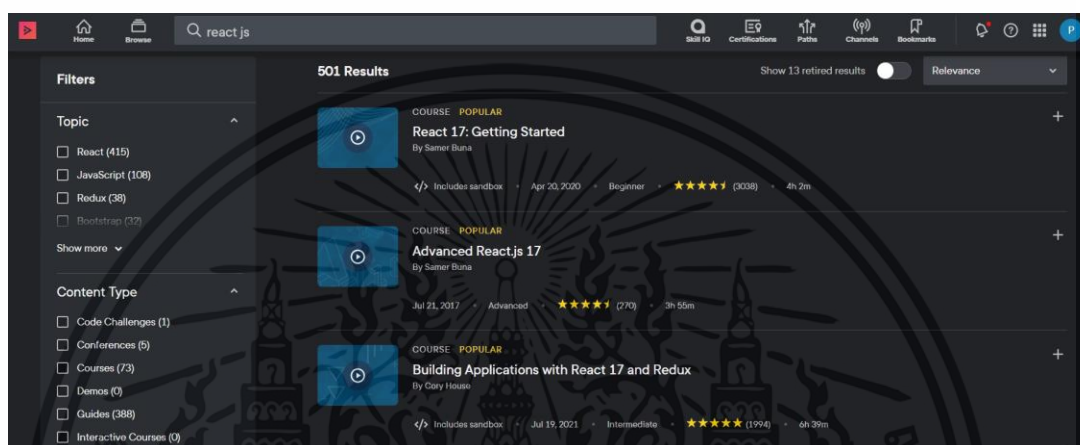 Home
Browse
react js
Skill IQ
Certifications
Paths
Channels
Bookmarks
P
Filters
Topic
React (415)
JavaScript (108)
Redux (38)
Bootstrap (32)
Show more
Content Type
Code Challenges (1)
Conferences (5)
Courses (73)
Demos (0)
Guides (388)
Interactive Courses (0)
501 Results
Show 13 retired results
Relevance
COURSE POPULAR
React 17: Getting Started
By Samer Buna
</> Includes sandbox • Apr 20, 2020 • Beginner • (3038) • 4h 2m
COURSE POPULAR
Advanced React.js 17
By Samer Buna
Jul 21, 2017 • Advanced • (270) • 3h 55m
COURSE POPULAR
Building Applications with React 17 and Redux
By Cory House
</> Includes sandbox • Jul 19, 2021 • Intermediate • (1994) • 6h 39m